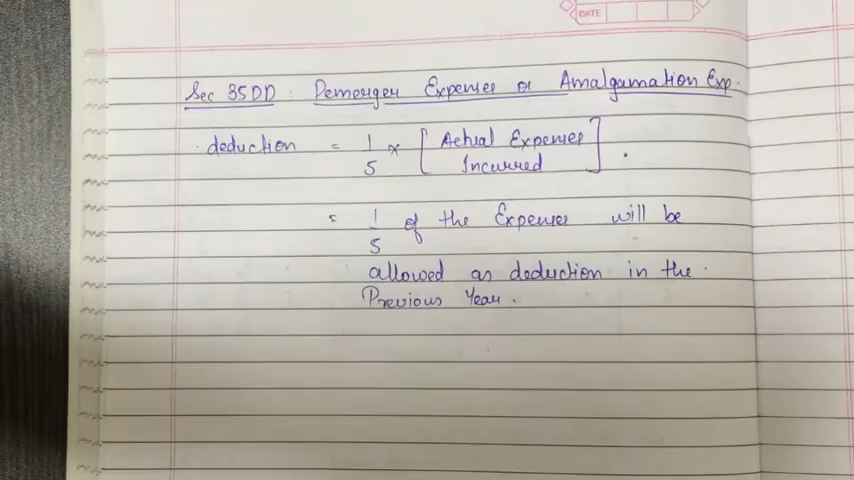 DATE
Sec 35DD : Demerger Expenses or Amalgamation Exp.
deduction = 1/5 × [Actual Expenses
Incurred].
= 1/5 of the Expenses will be
allowed as deduction in the.
Previous Year.